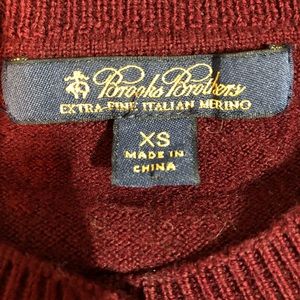 Brooks Brothers
EXTRA-FINE ITALIAN MERINO
XS
MADE IN
CHINA